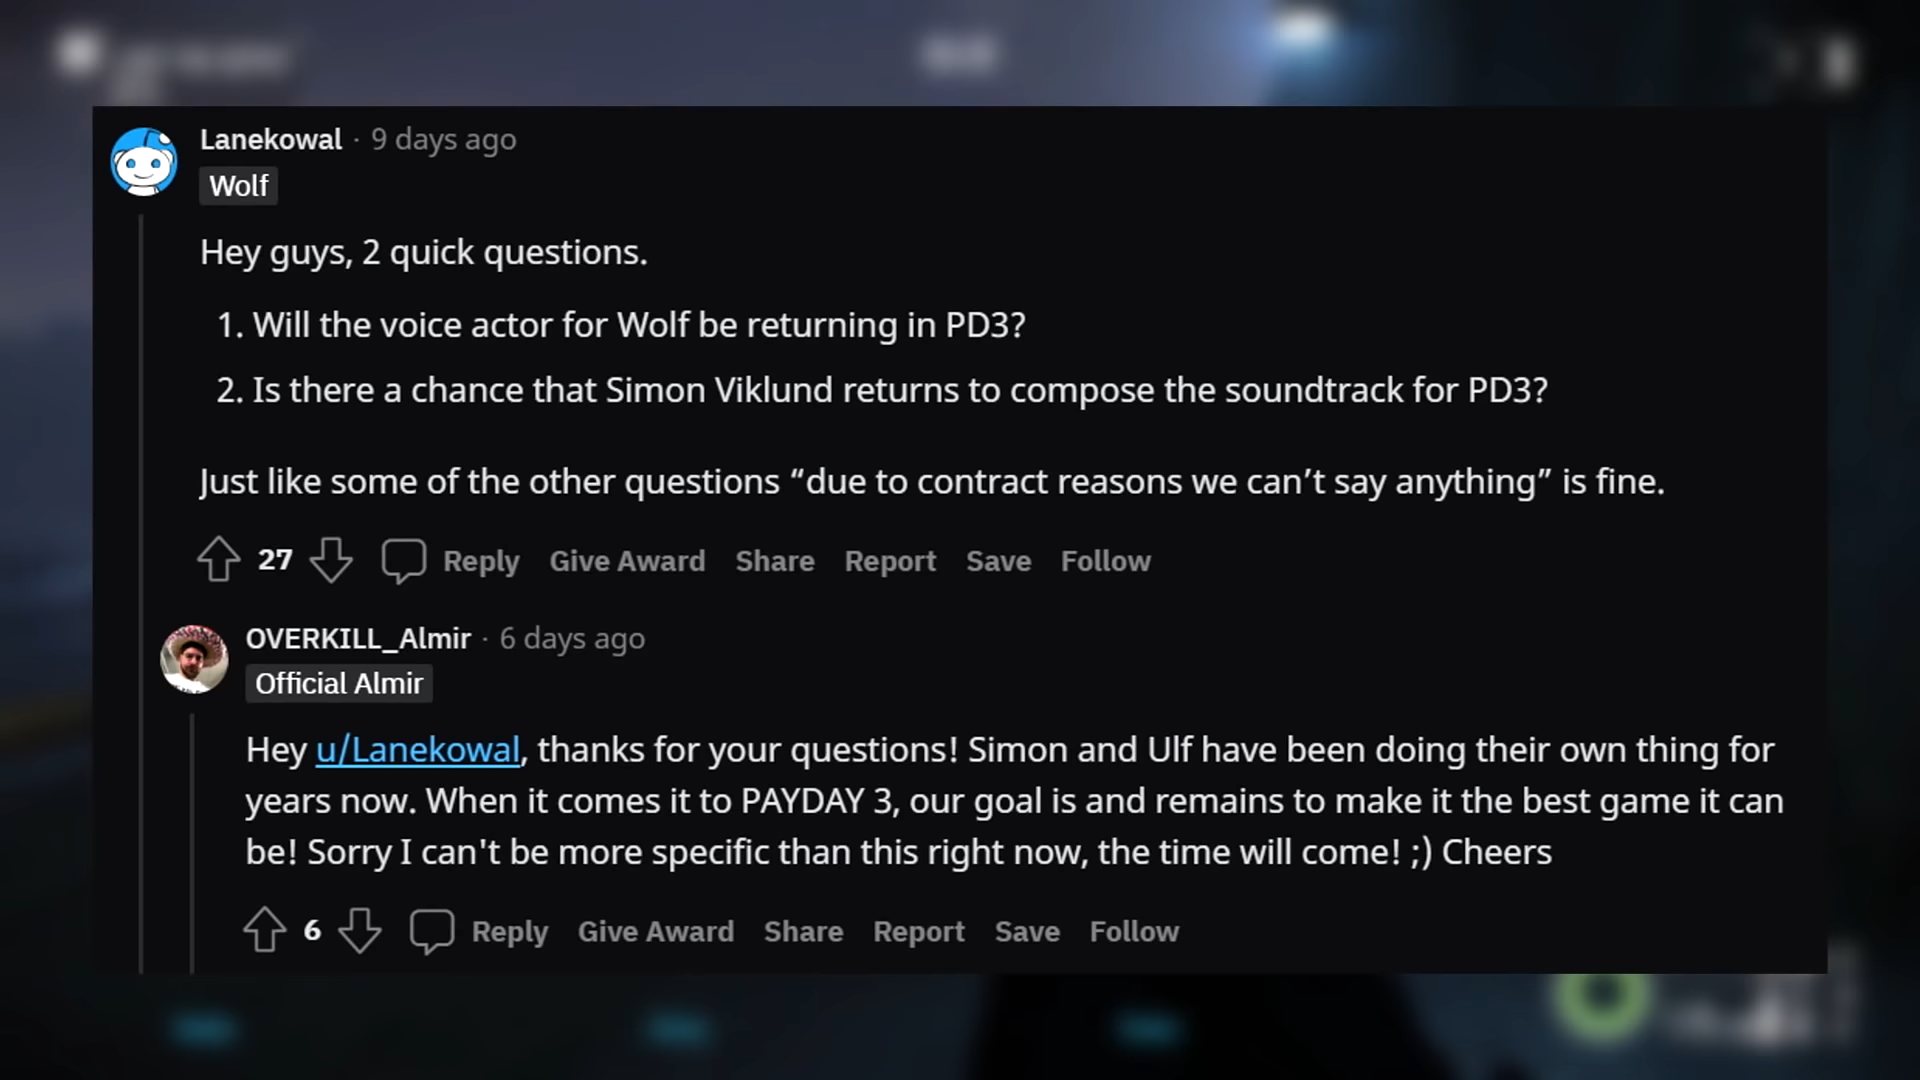 Lanekowal · 9 days ago
Wolf
Hey guys, 2 quick questions.
1. Will the voice actor for Wolf be returning in PD3?
2. Is there a chance that Simon Viklund returns to compose the soundtrack for PD3?
Just like some of the other questions “due to contract reasons we can’t say anything” is fine.
27 Reply Give Award Share Report Save Follow
OVERKILL_Almir · 6 days ago
Official Almir
Hey u/Lanekowal, thanks for your questions! Simon and Ulf have been doing their own thing for
years now. When it comes it to PAYDAY 3, our goal is and remains to make it the best game it can
be! Sorry I can't be more specific than this right now, the time will come! ;) Cheers
6 Reply Give Award Share Report Save Follow